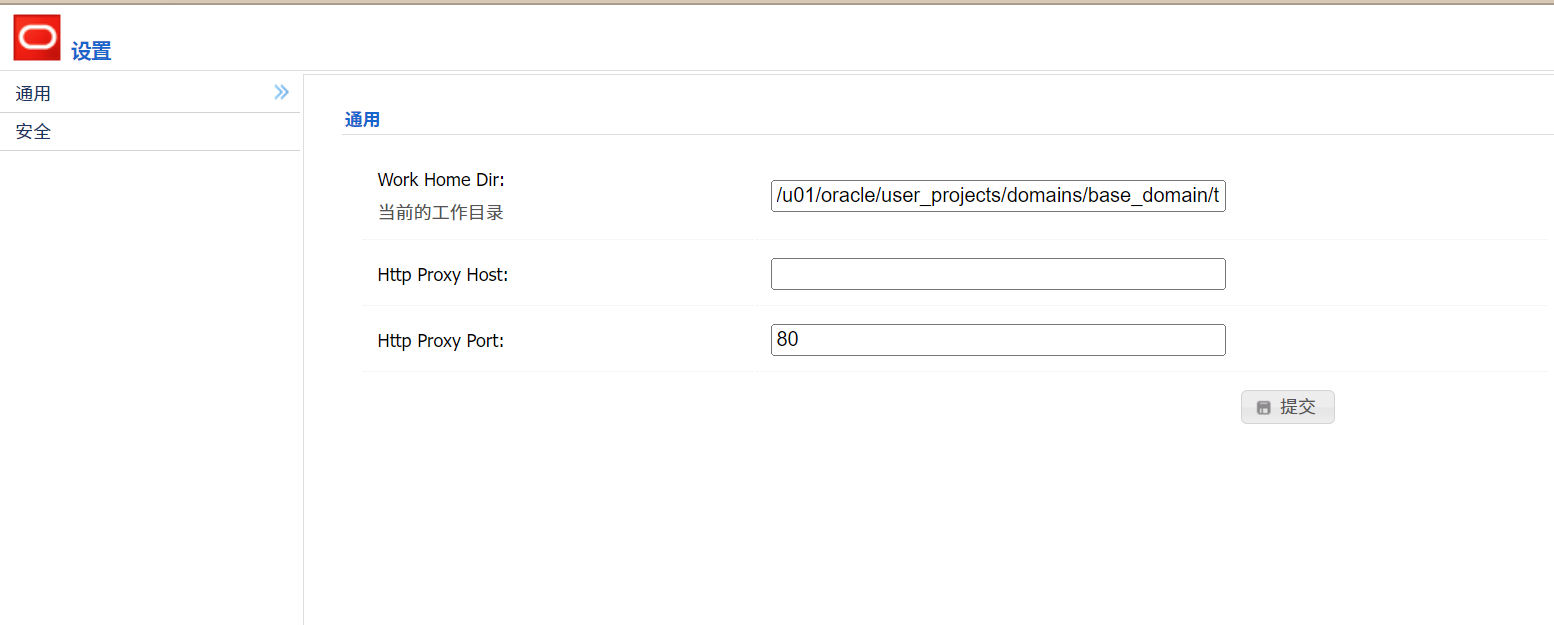 设置
通用
安全
通用
Work Home Dir:
当前的工作目录
/u01/oracle/user_projects/domains/base_domain/t
Http Proxy Host:
Http Proxy Port:
80
提交